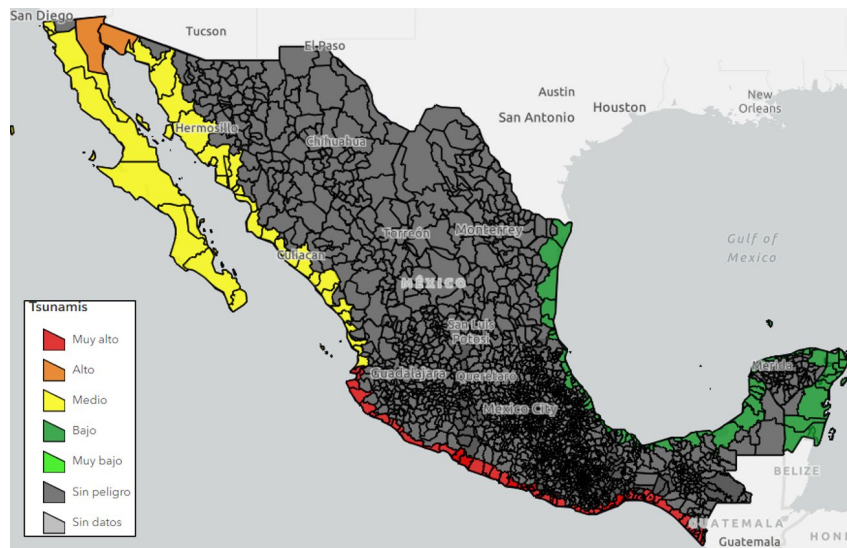 San Diego
Tucson
El Paso
Austin
San Antonio
Houston
New
Orleans
Hermosillo
Chihuahua
Torreón
Monterrey
Culiacan
Gulf of
Mexico
MÉXICO
San Luis
Potosí
Guadalajara
Querétaro
Mexico City
Merida
BELIZE
GUATEMALA
Guatemala
HOND
Tsunamis
Muy alto
Alto
Medio
Bajo
Muy bajo
Sin peligro
Sin datos